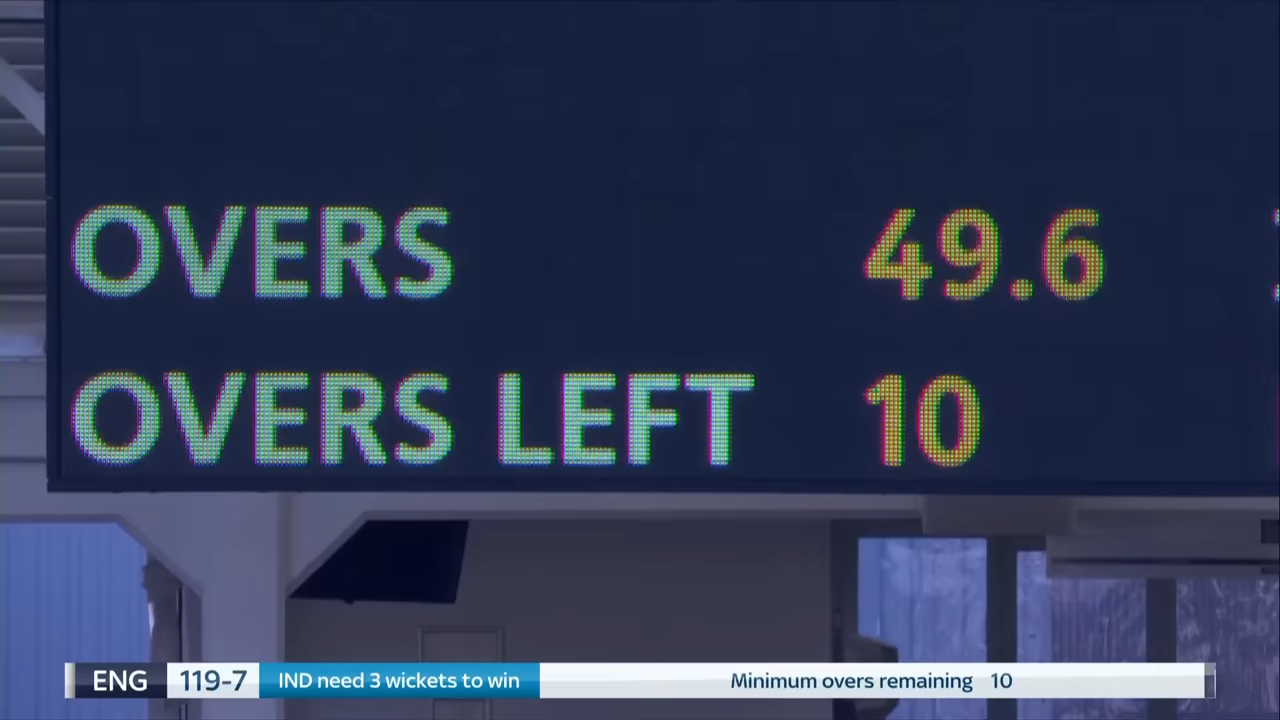 OVERS 49.6
OVERS LEFT 10
ENG 119-7 IND need 3 wickets to win Minimum overs remaining 10